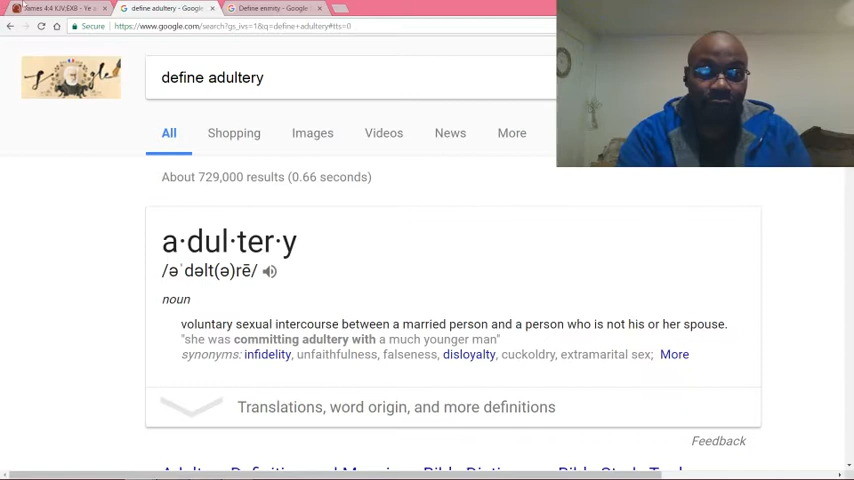 James 4:4 KJV;EXB - Ye a
define adultery - Google
Define enmity - Google S
Secure
https://www.google.com/search?gs_ivs=1&q=define+adultery#tts=0
define adultery
All
Shopping
Images
Videos
News
More
About 729,000 results (0.66 seconds)
a·dul·ter·y
/əˈdəlt(ə)rē/
noun
voluntary sexual intercourse between a married person and a person who is not his or her spouse.
"she was committing adultery with a much younger man"
synonyms: infidelity, unfaithfulness, falseness, disloyalty, cuckoldry, extramarital sex; More
Translations, word origin, and more definitions
Feedback